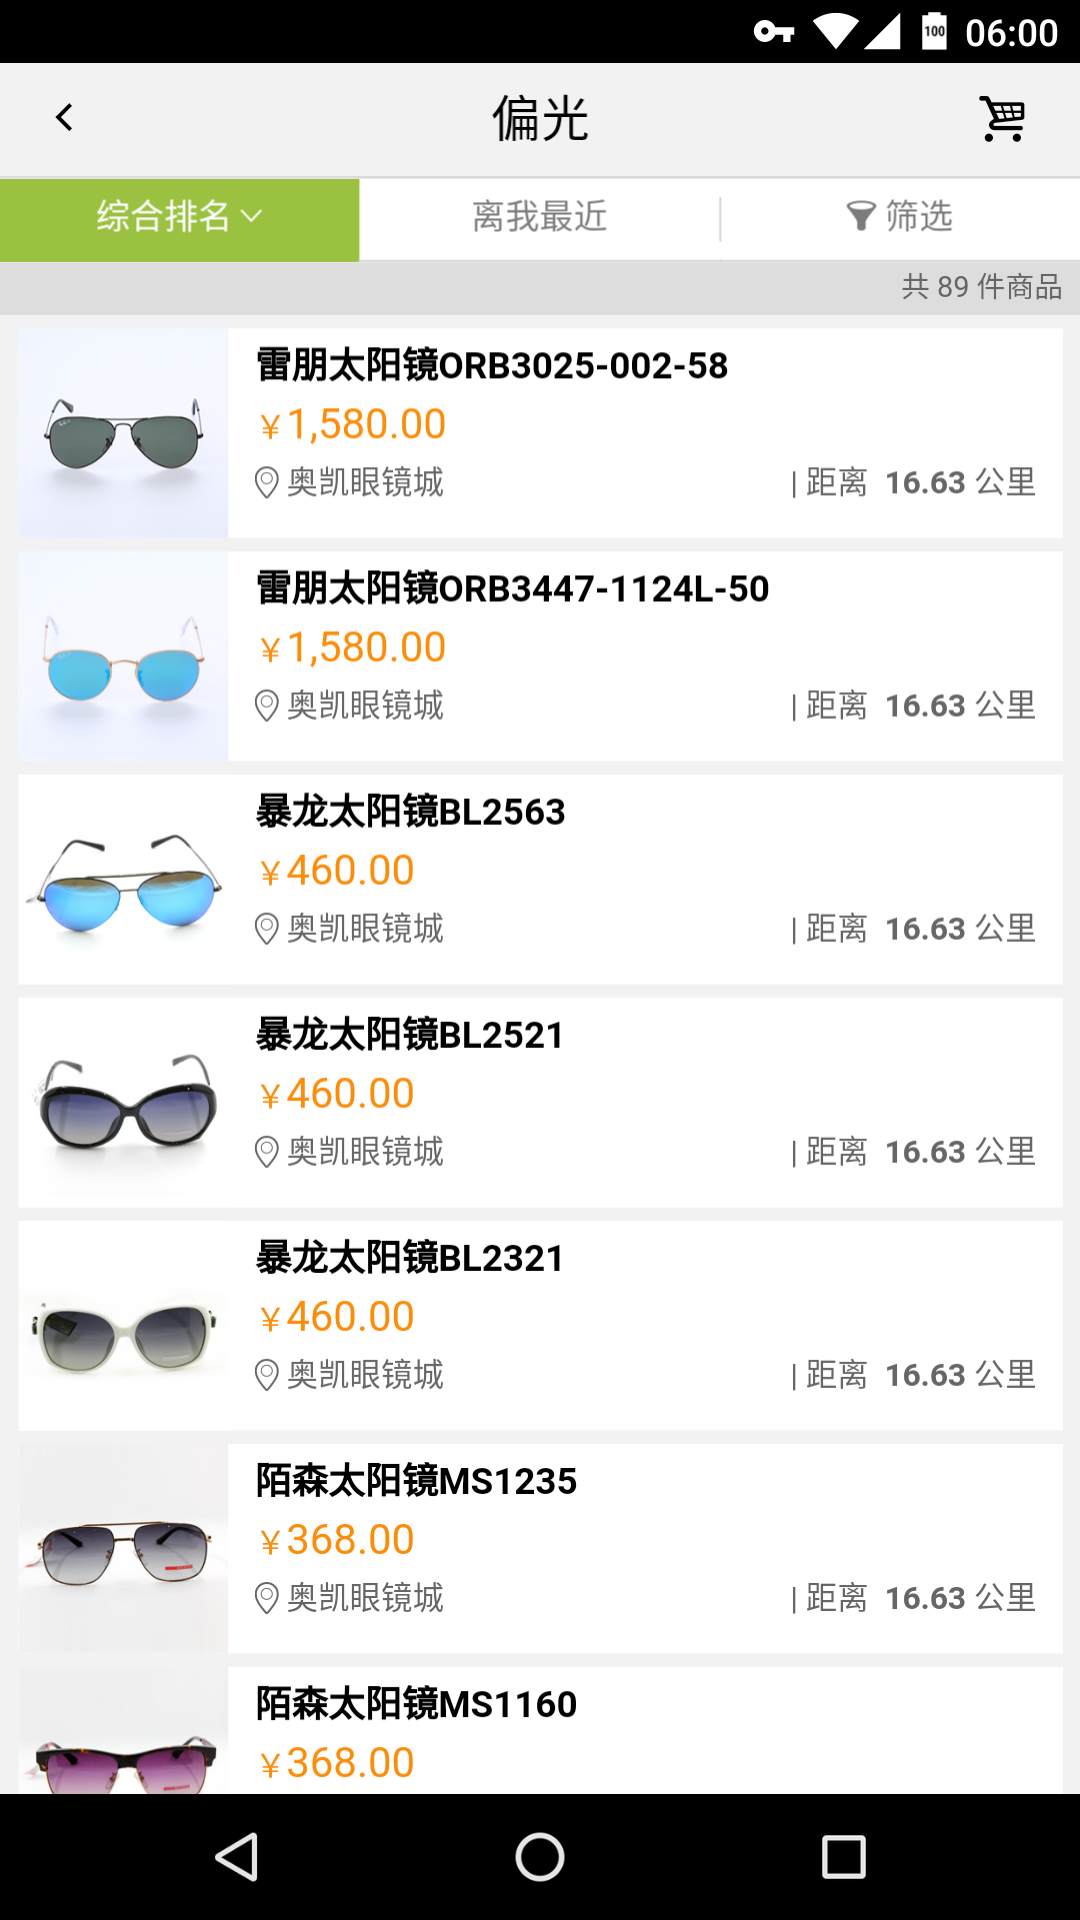 100 06:00
偏光
综合排名 离我最近 筛选
共 89 件商品
雷朋太阳镜ORB3025-002-58
￥1,580.00
奥凯眼镜城 | 距离 16.63 公里
雷朋太阳镜ORB3447-1124L-50
￥1,580.00
奥凯眼镜城 | 距离 16.63 公里
暴龙太阳镜BL2563
￥460.00
奥凯眼镜城 | 距离 16.63 公里
暴龙太阳镜BL2521
￥460.00
奥凯眼镜城 | 距离 16.63 公里
暴龙太阳镜BL2321
￥460.00
奥凯眼镜城 | 距离 16.63 公里
陌森太阳镜MS1235
￥368.00
奥凯眼镜城 | 距离 16.63 公里
陌森太阳镜MS1160
￥368.00